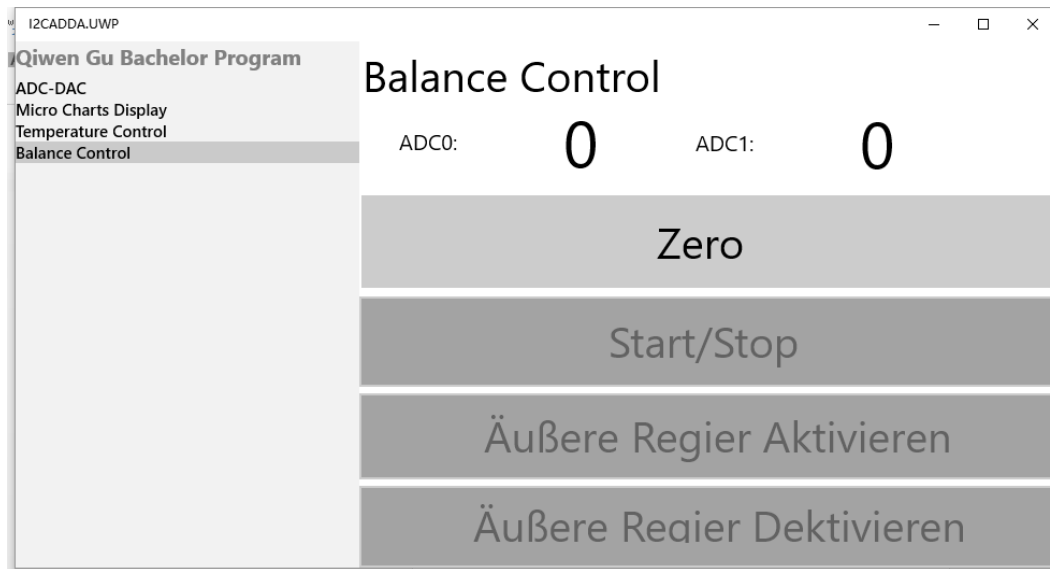 I2CADDA.UWP
Qiwen Gu Bachelor Program
ADC-DAC
Micro Charts Display
Temperature Control
Balance Control
Balance Control
ADC0: 0 ADC1: 0
Zero
Start/Stop
Äußere Regier Aktivieren
Äußere Regier Dektivieren